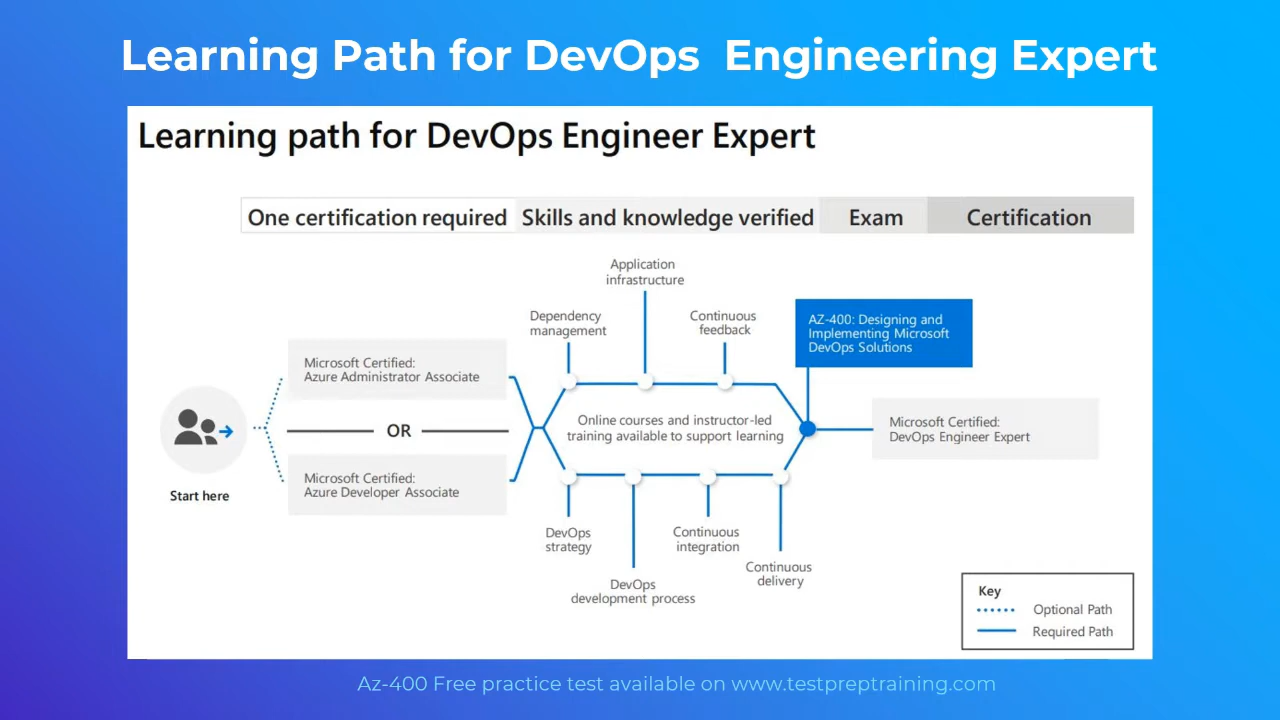 Learning Path for DevOps  Engineering Expert
Learning path for DevOps Engineer Expert
One certification required
Skills and knowledge verified
Exam
Certification
Application
infrastructure
Dependency
management
Continuous
feedback
AZ-400: Designing and
Implementing Microsoft
DevOps Solutions
Microsoft Certified:
Azure Administrator Associate
OR
Microsoft Certified:
Azure Developer Associate
Start here
Online courses and instructor-led
training available to support learning
Microsoft Certified:
DevOps Engineer Expert
DevOps
strategy
DevOps
development process
Continuous
integration
Continuous
delivery
Key
Optional Path
Required Path
Az-400 Free practice test available on www.testpreptraining.com